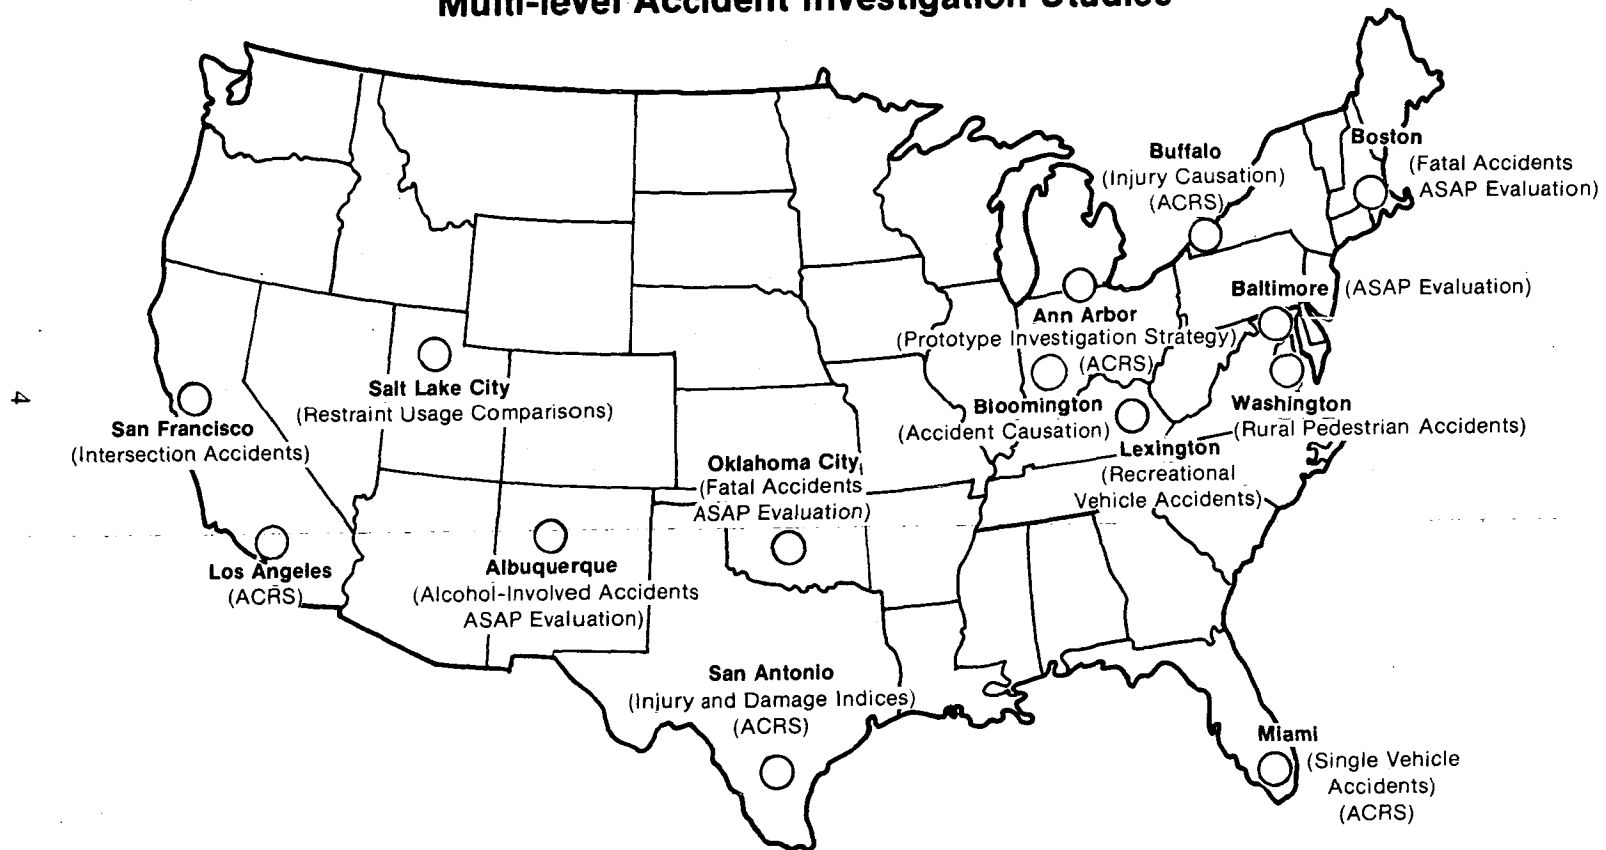 Multi-level Accident Investigation Studies
Boston
(Fatal Accidents
ASAP Evaluation)
Buffalo
(Injury Causation)
(ACRS)
Baltimore (ASAP Evaluation)
Ann Arbor
(Prototype Investigation Strategy)
(ACRS)
Salt Lake City
(Restraint Usage Comparisons)
San Francisco
(Intersection Accidents)
Bloomington
(Accident Causation)
Washington
(Rural Pedestrian Accidents)
Lexington
(Recreational
Vehicle Accidents)
Oklahoma City
(Fatal Accidents
ASAP Evaluation)
Los Angeles
(ACRS)
Albuquerque
(Alcohol-Involved Accidents
ASAP Evaluation)
San Antonio
(Injury and Damage Indices)
(ACRS)
Miami
(Single Vehicle
Accidents)
(ACRS)
4